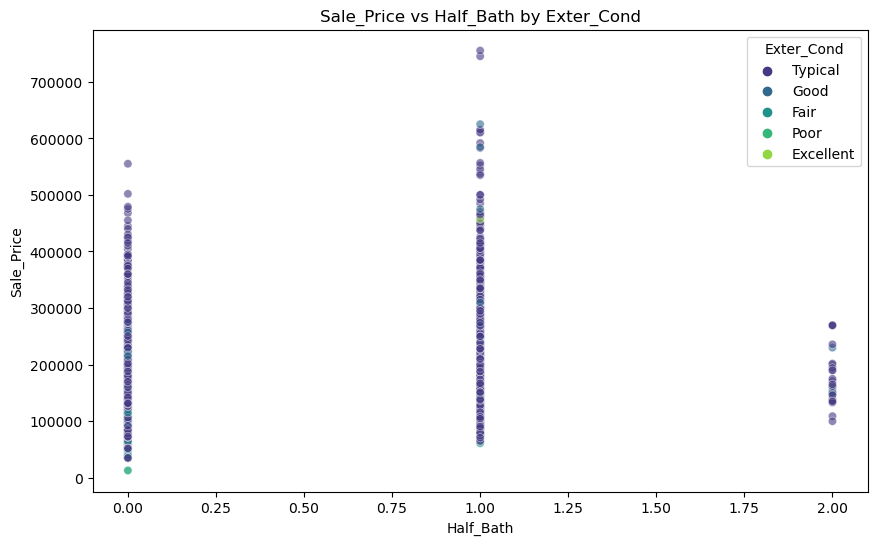 Sale_Price vs Half_Bath by Exter_Cond
Exter_Cond
Typical
Good
Fair
Poor
Excellent
Sale_Price
700000
600000
500000
400000
300000
200000
100000
0
0.00 0.25 0.50 0.75 1.00 1.25 1.50 1.75 2.00
Half_Bath